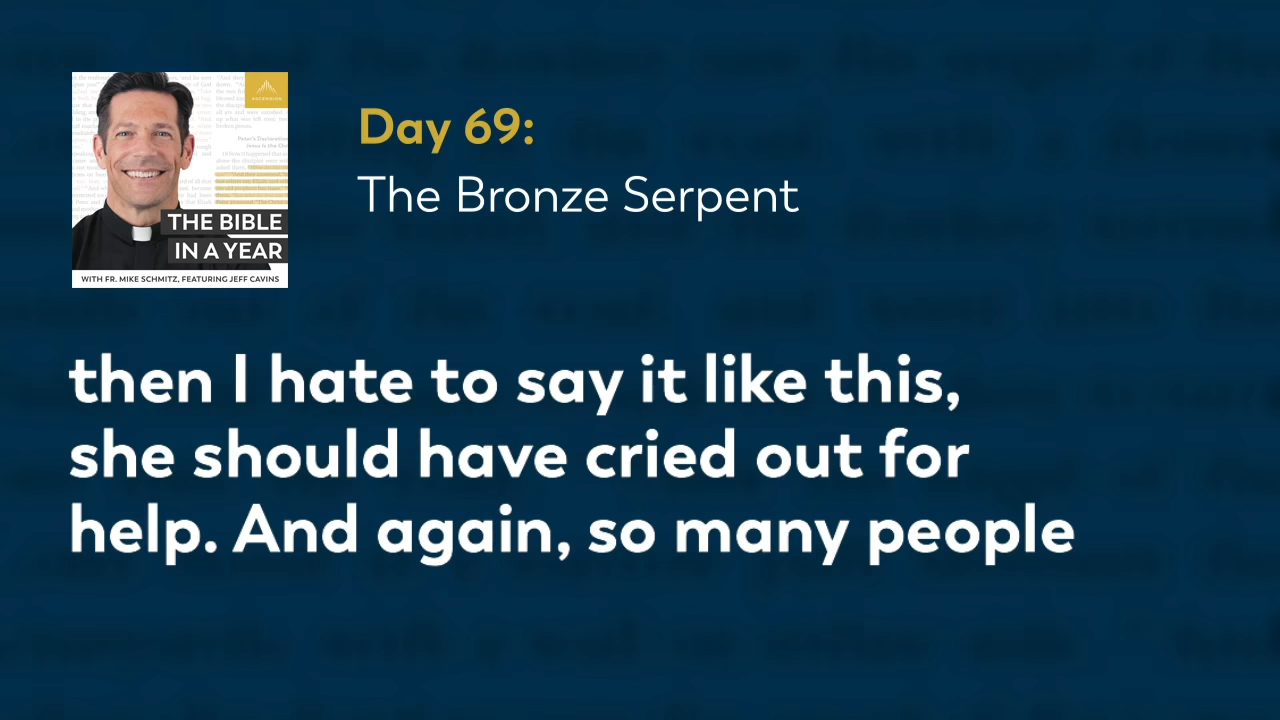 Day 69:
The Bronze Serpent
ASCENSION
THE BIBLE
IN A YEAR
WITH FR. MIKE SCHMITZ, FEATURING JEFF CAVINS
then I hate to say it like this,
she should have cried out for
help. And again, so many people